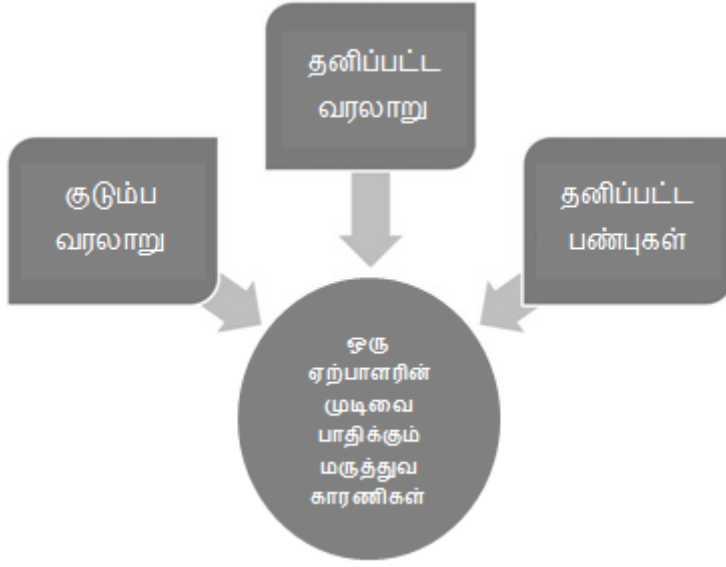 தனிப்பட்ட
வரலாறு
குடும்ப
வரலாறு
தனிப்பட்ட
பண்புகள்
ஒரு
ஏற்பாளரின்
முடிவை
பாதிக்கும்
மருத்துவ
காரணிகள்